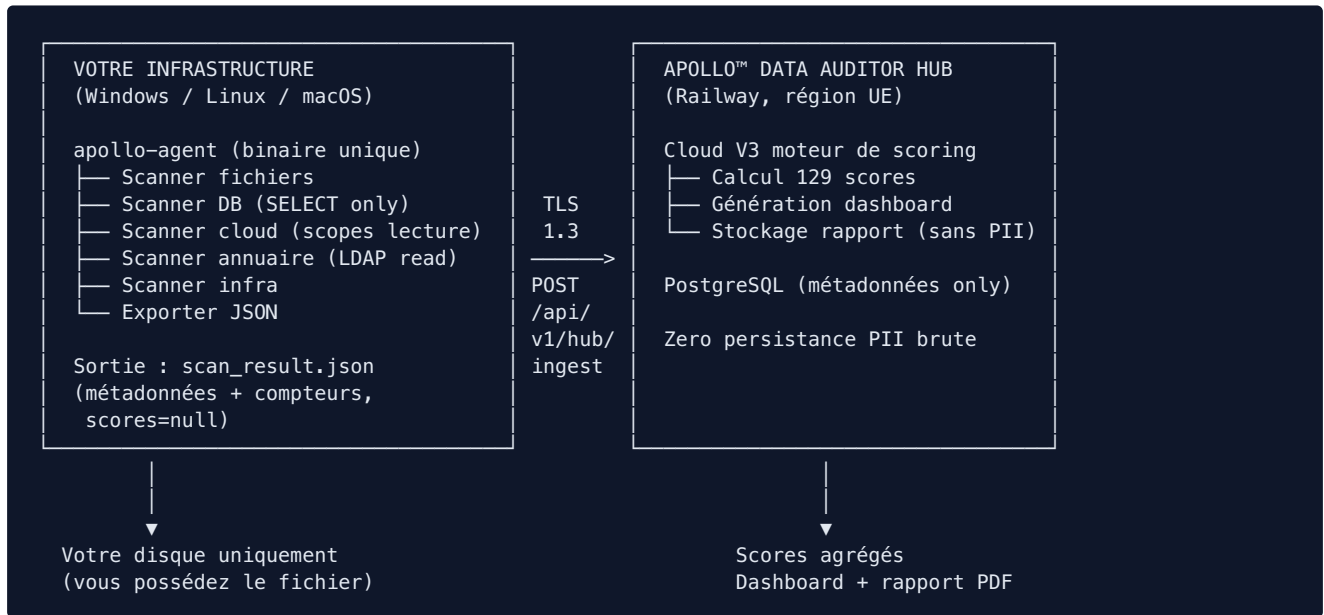 VOTRE INFRASTRUCTURE
(Windows / Linux / macOS)
apollo-agent (binaire unique)
├── Scanner fichiers
├── Scanner DB (SELECT only)
├── Scanner cloud (scopes lecture)
├── Scanner annuaire (LDAP read)
├── Scanner infra
└── Exporter JSON
Sortie : scan_result.json
(métadonnées + compteurs,
scores=null)
TLS
1.3
──────>
POST
/api/
v1/hub/
ingest
APOLLO™ DATA AUDITOR HUB
(Railway, région UE)
Cloud V3 moteur de scoring
├── Calcul 129 scores
├── Génération dashboard
└── Stockage rapport (sans PII)
PostgreSQL (métadonnées only)
Zero persistance PII brute
Votre disque uniquement
(vous possédez le fichier)
Scores agrégés
Dashboard + rapport PDF